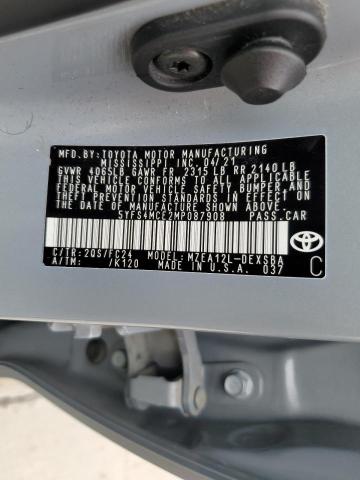 MFD.BY:TOYOTA MOTOR MANUFACTURING
MISSISSIPPI INC. 04/21
GVWR 4065LB GAWR FR 2315 LB RR 2140 LB
THIS VEHICLE CONFORMS TO ALL APPLICABLE
FEDERAL MOTOR VEHICLE SAFETY, BUMPER, AND
THEFT PREVENTION STANDARDS IN EFFECT ON
THE DATE OF MANUFACTURE SHOWN ABOVE.
5YFS4MCE2MP087908 PASS.CAR
C/TR:2QS/FC24 MODEL:MZEA12L-DEXSBA
A/TM: /K120 MADE IN U.S.A. 037
C